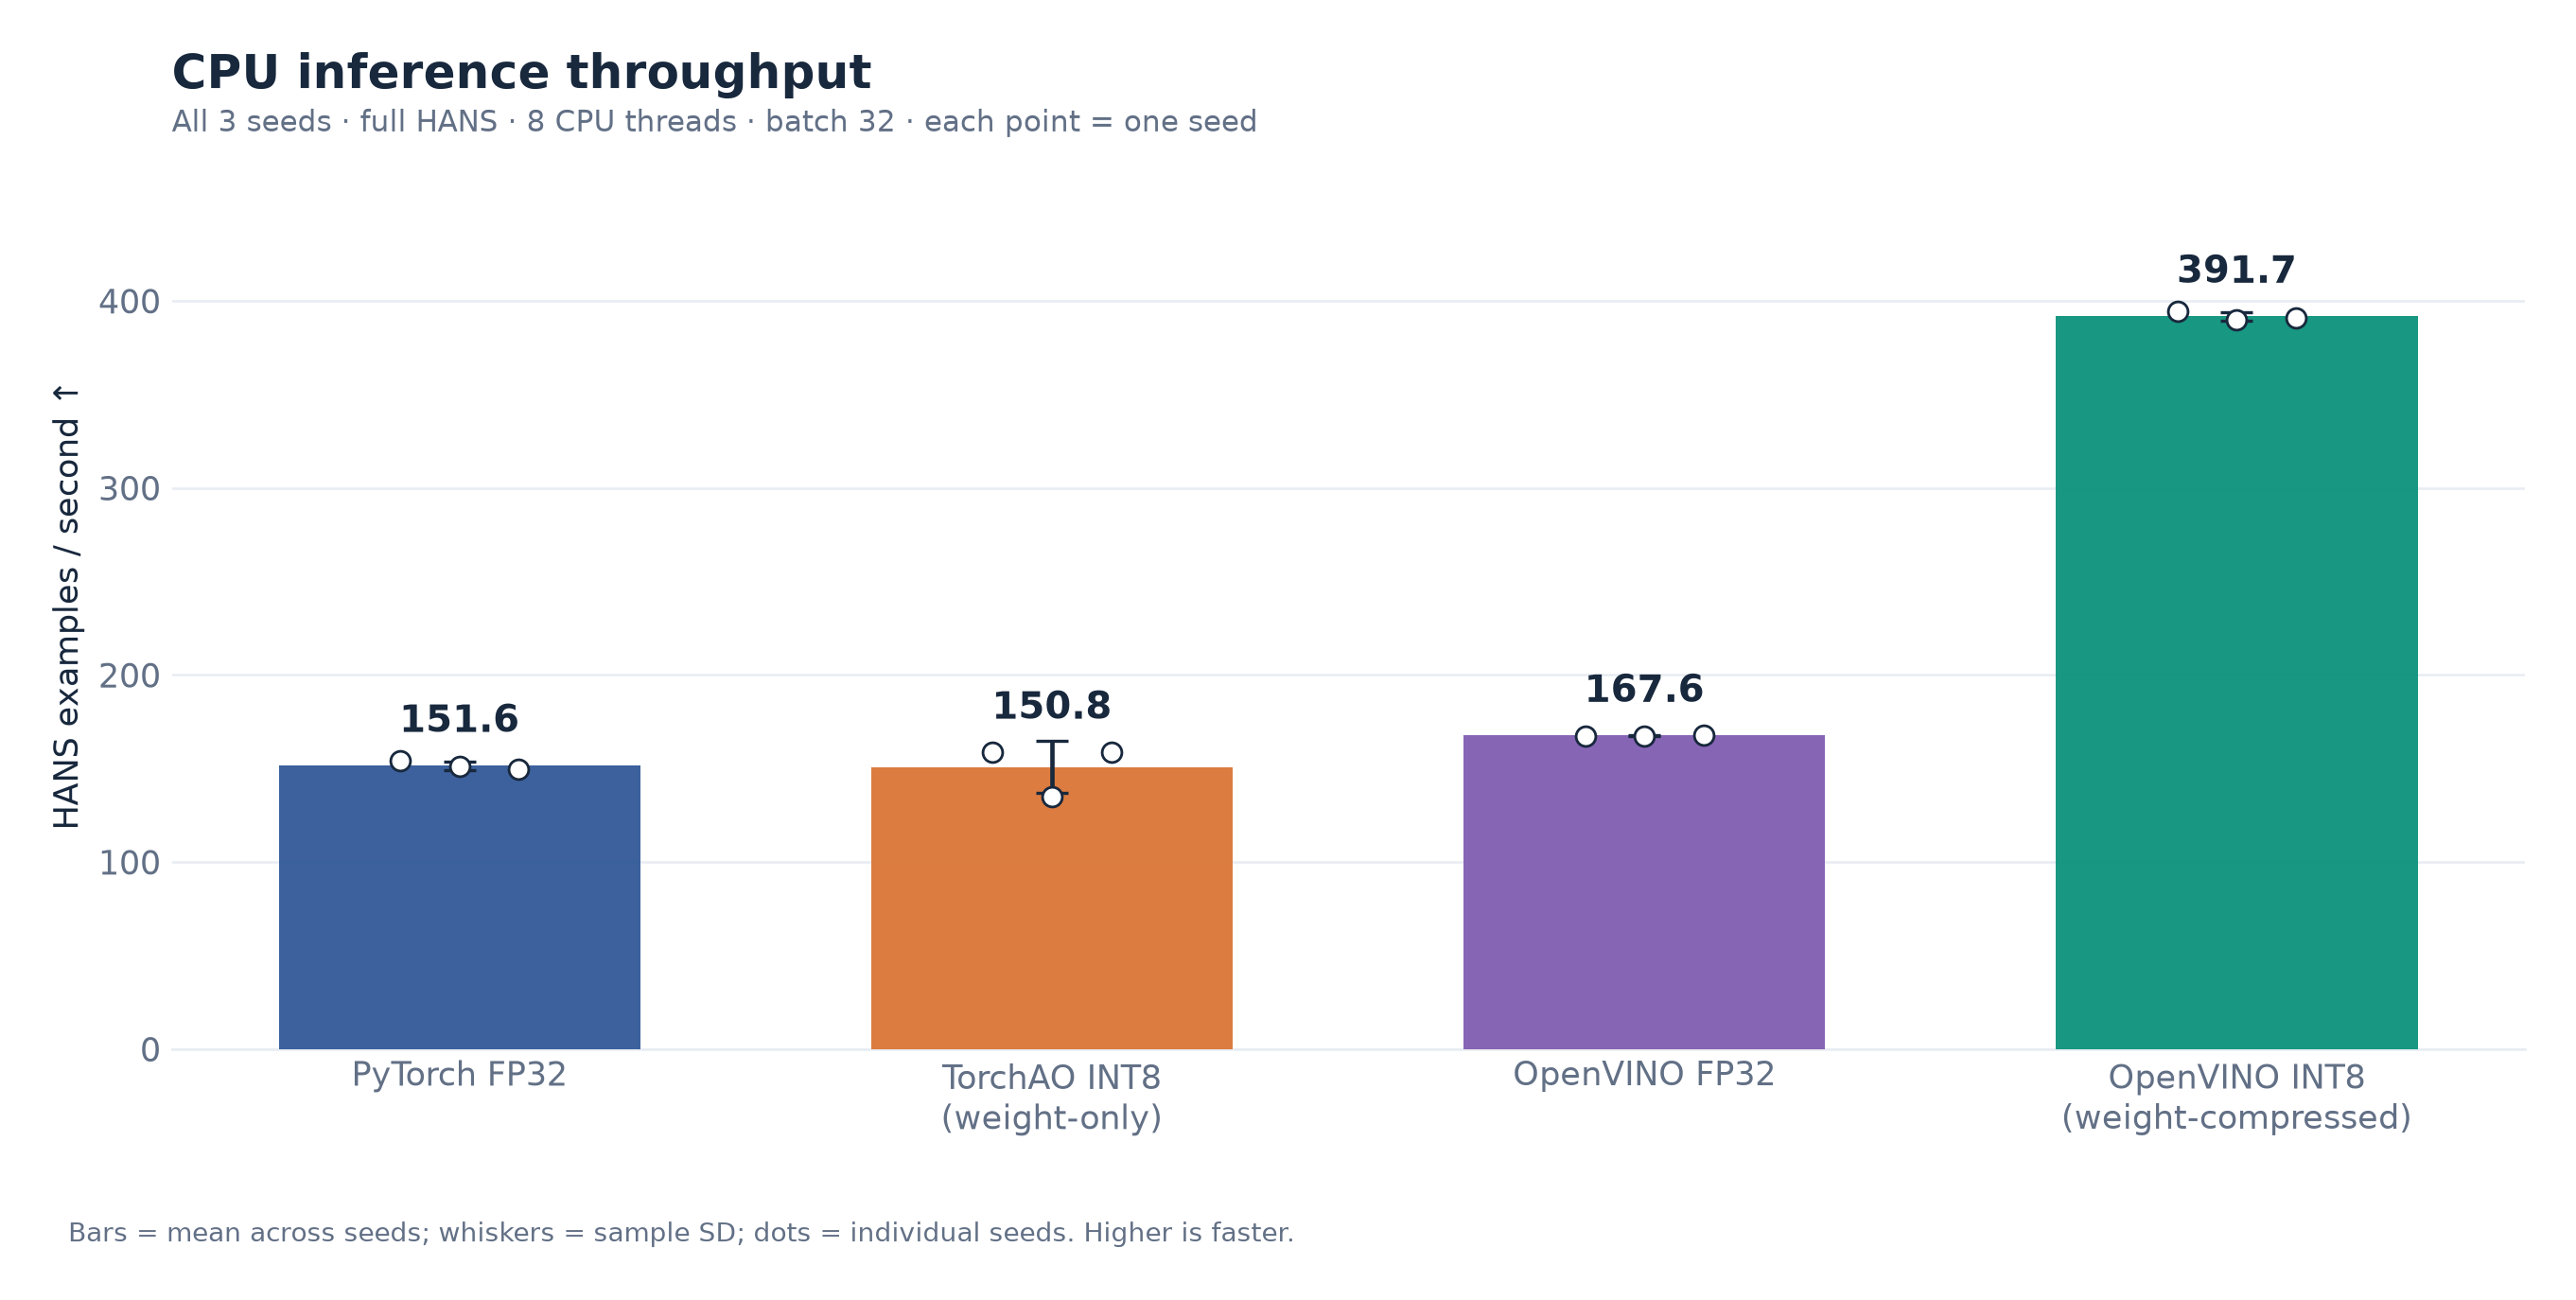 CPU inference throughput
All 3 seeds · full HANS · 8 CPU threads · batch 32 · each point = one seed
HANS examples / second ↑
400
300
200
100
0
151.6
150.8
167.6
391.7
PyTorch FP32
TorchAO INT8
(weight-only)
OpenVINO FP32
OpenVINO INT8
(weight-compressed)
Bars = mean across seeds; whiskers = sample SD; dots = individual seeds. Higher is faster.